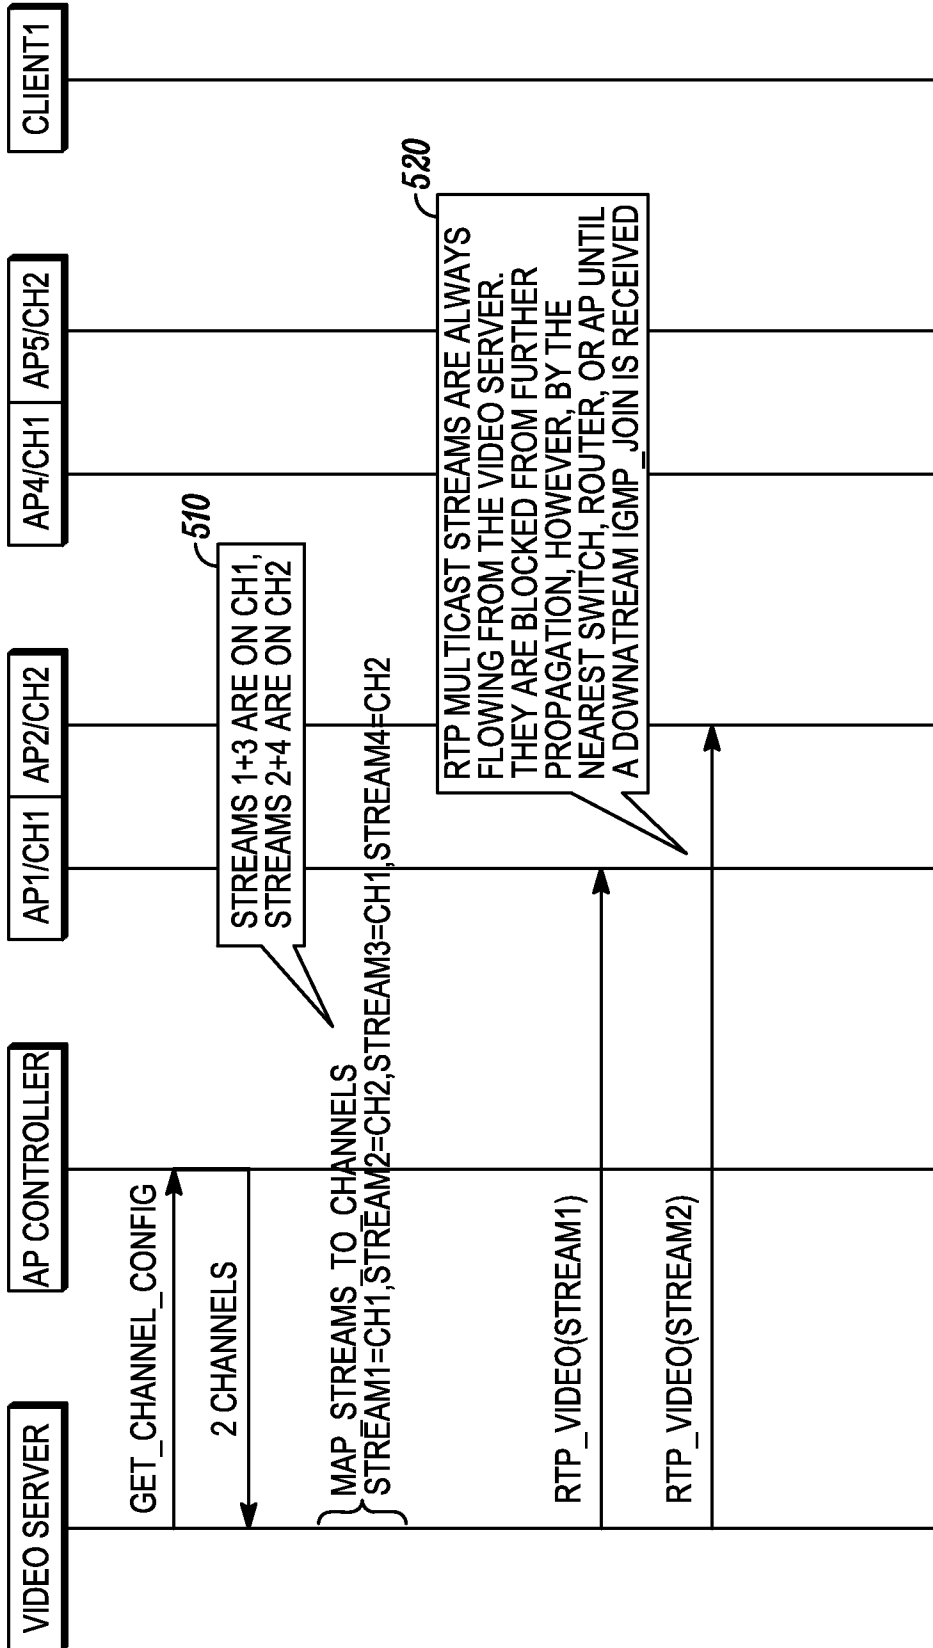 VIDEO SERVER
AP CONTROLLER
AP1/CH1
AP2/CH2
AP4/CH1
AP5/CH2
CLIENT1
GET_CHANNEL_CONFIG
2 CHANNELS
510
STREAMS 1+3 ARE ON CH1,
STREAMS 2+4 ARE ON CH2
MAP_STREAMS_TO_CHANNELS
STREAM1=CH1,STREAM2=CH2,STREAM3=CH1,STREAM4=CH2
520
RTP MULTICAST STREAMS ARE ALWAYS
FLOWING FROM THE VIDEO SERVER.
THEY ARE BLOCKED FROM FURTHER
PROPAGATION, HOWEVER, BY THE
NEAREST SWITCH, ROUTER, OR AP UNTIL
A DOWNATREAM IGMP_JOIN IS RECEIVED
RTP_VIDEO(STREAM1)
RTP_VIDEO(STREAM2)